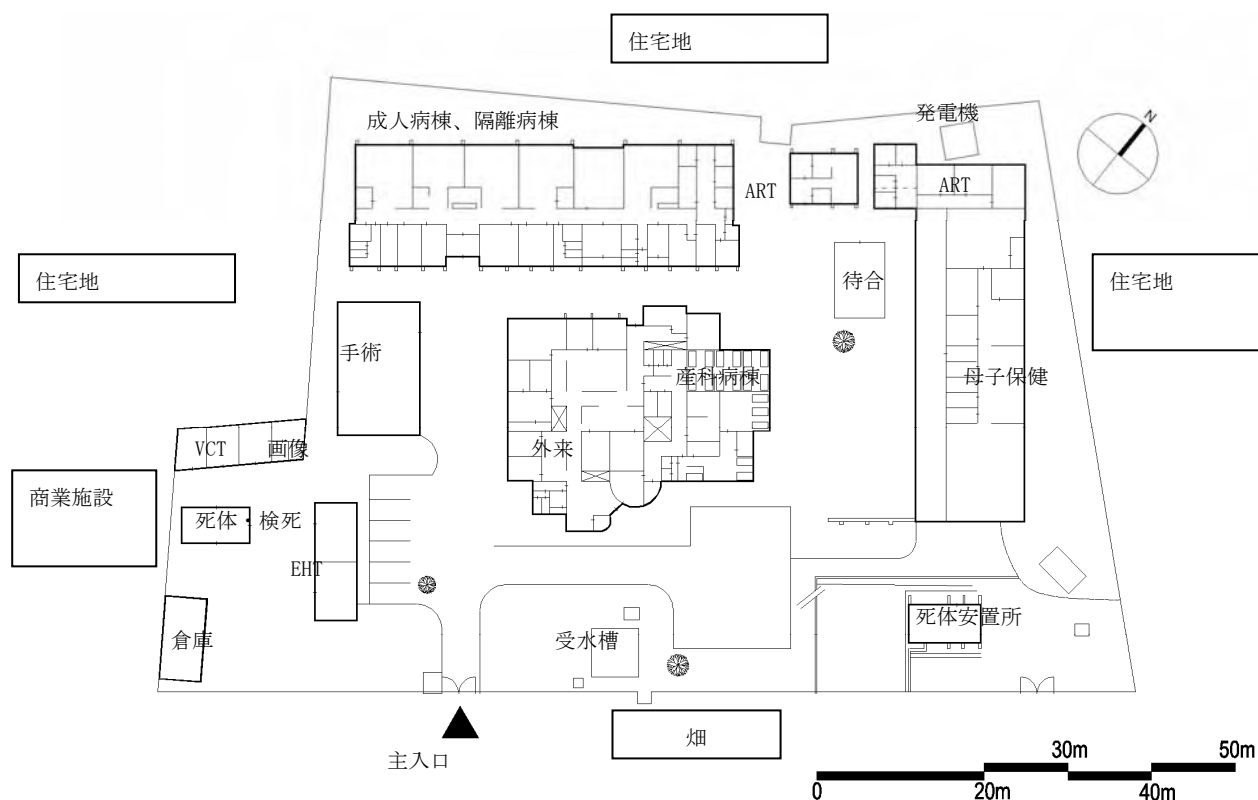 住宅地
成人病棟、隔離病棟
発電機
N
ART
ART
住宅地
待合
住宅地
手術
産科病棟
母子保健
外来
VCT
画像
商業施設
死体
検死
EHT
死体安置所
倉庫
受水槽
畑
主入口
30m
50m
0
20m
40m